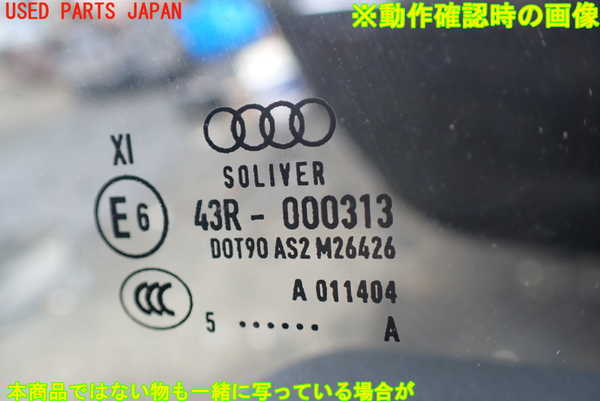 USED PARTS JAPAN
※動作確認時の画像
XI
SOLIVER
E6
43R - 000313
DOT90 AS2 M26426
CCC
A 011404
5 ...... A
本商品ではない物も一緒に写っている場合が